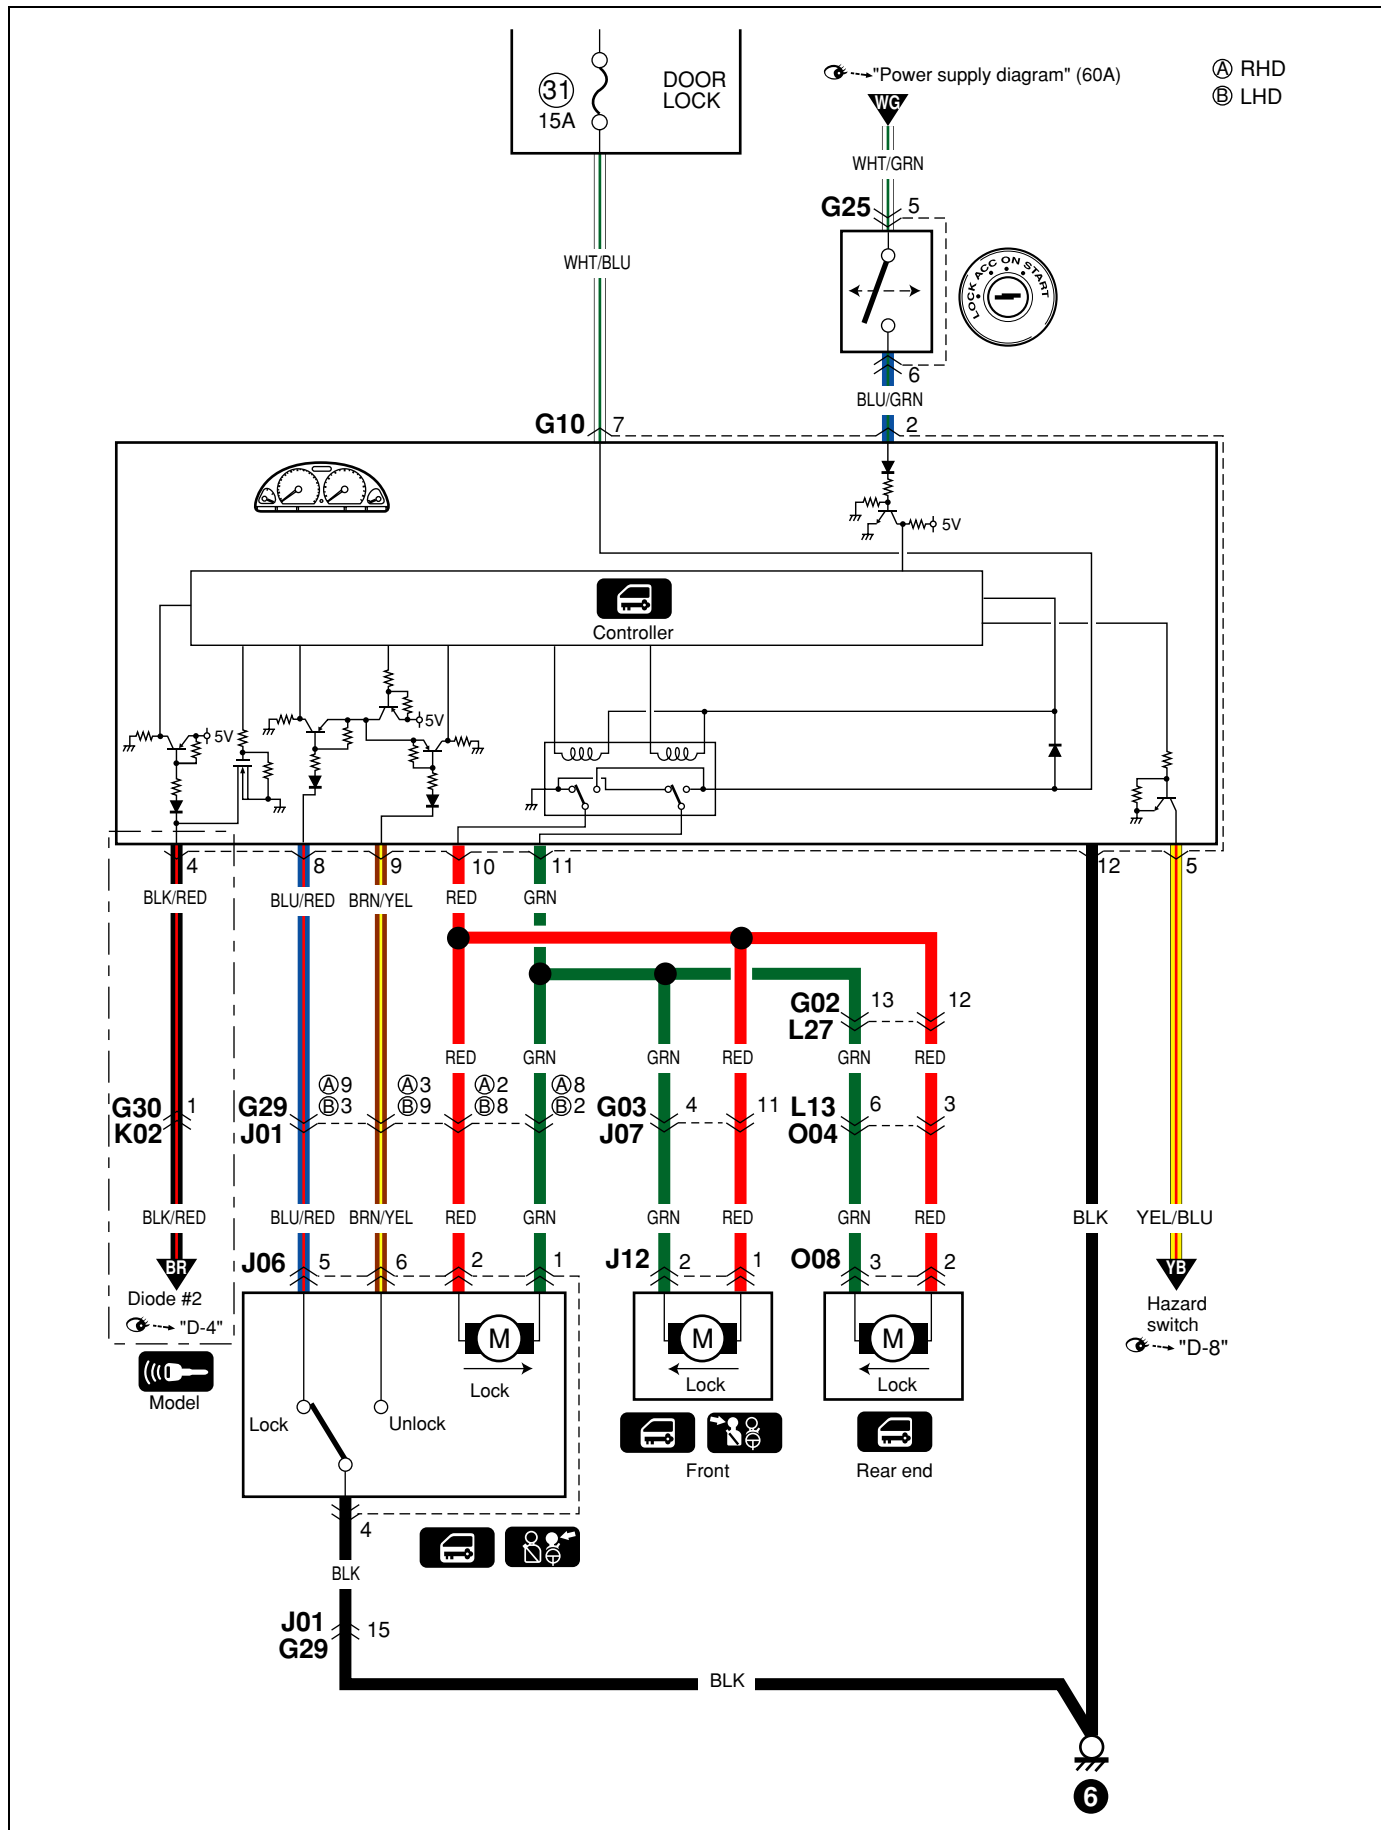 31
15A
DOOR
LOCK
"Power supply diagram" (60A)
A RHD
B LHD
WG
WHT/GRN
G25 5
WHT/BLU
LOCK ACC ON START
6
BLU/GRN
G10 7 2
5V
Controller
5V
5V
4 8 9 10 11 12 5
BLK/RED BLU/RED BRN/YEL RED GRN
G02 13 12
L27
RED GRN GRN RED GRN RED
G30 1
K02
G29 Ⓐ9 Ⓐ3 Ⓐ2 Ⓐ8
J01 Ⓑ3 Ⓑ9 Ⓑ8 Ⓑ2
G03 4 11
J07
L13 6 3
O04
BLK/RED BLU/RED BRN/YEL RED GRN GRN RED GRN RED BLK YEL/BLU
J06 5 6 2 1
J12 2 1
O08 3 2
BR
Diode #2
"D-4"
YB
Hazard
switch
"D-8"
M
Lock
M
Lock
M
Lock
Model
Lock
Unlock
Front
Rear end
4
BLK
J01 15
G29
BLK
6